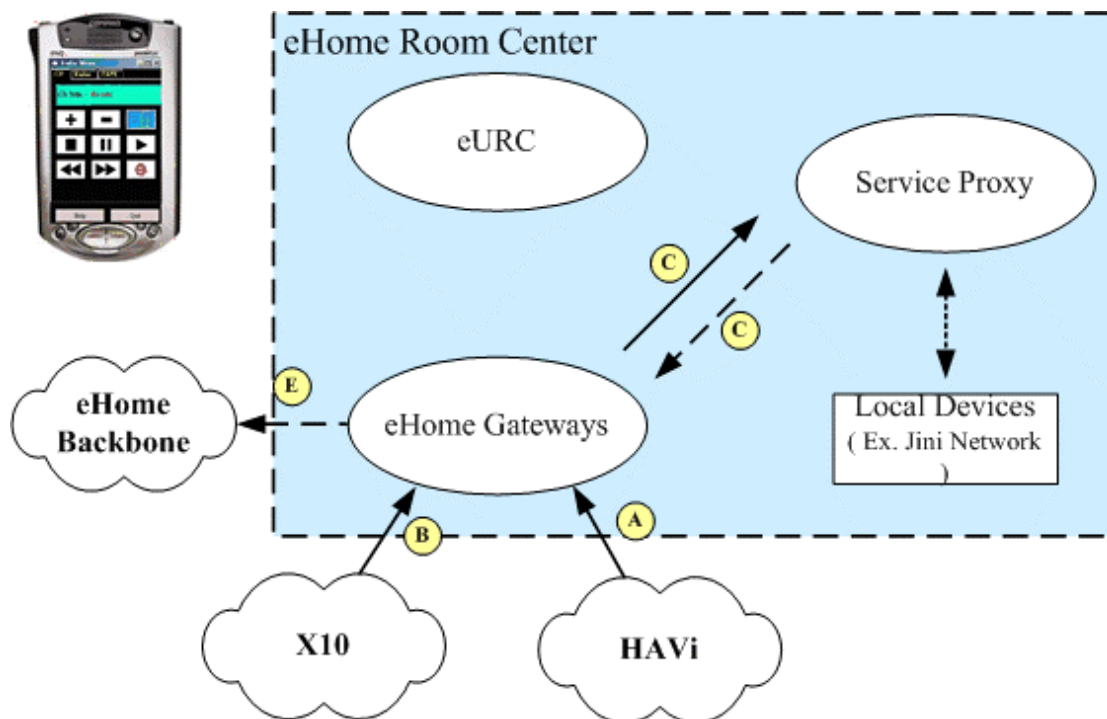 eHome Room Center
eURC
Service Proxy
C
C
E
eHome
Backbone
eHome Gateways
Local Devices
( Ex. Jini Network
)
B
A
X10
HAVi